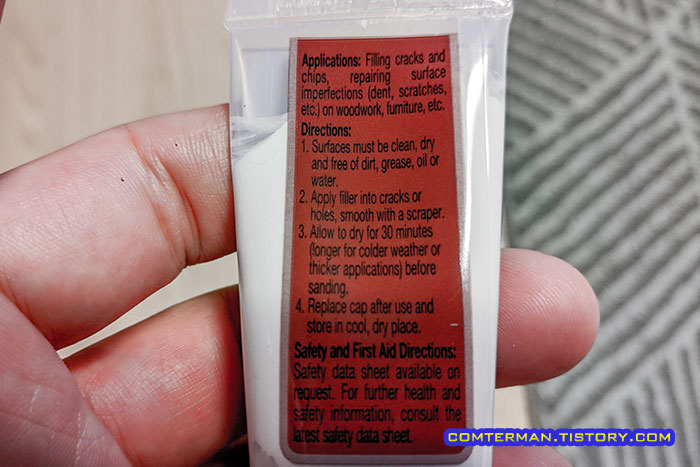 Applications: Filling cracks and
chips, repairing surface
imperfections (dent, scratches,
etc.) on woodwork, furniture, etc.
Directions:
1. Surfaces must be clean, dry
and free of dirt, grease, oil or
water.
2. Apply filler into cracks or
holes, smooth with a scraper.
3. Allow to dry for 30 minutes
(longer for colder weather or
thicker applications) before
sanding.
4. Replace cap after use and
store in cool, dry place.
Safety and First Aid Directions:
Safety data sheet available on
request. For further health and
safety information, consult the
latest safety data sheet.
COMTERMAN.TISTORY.COM